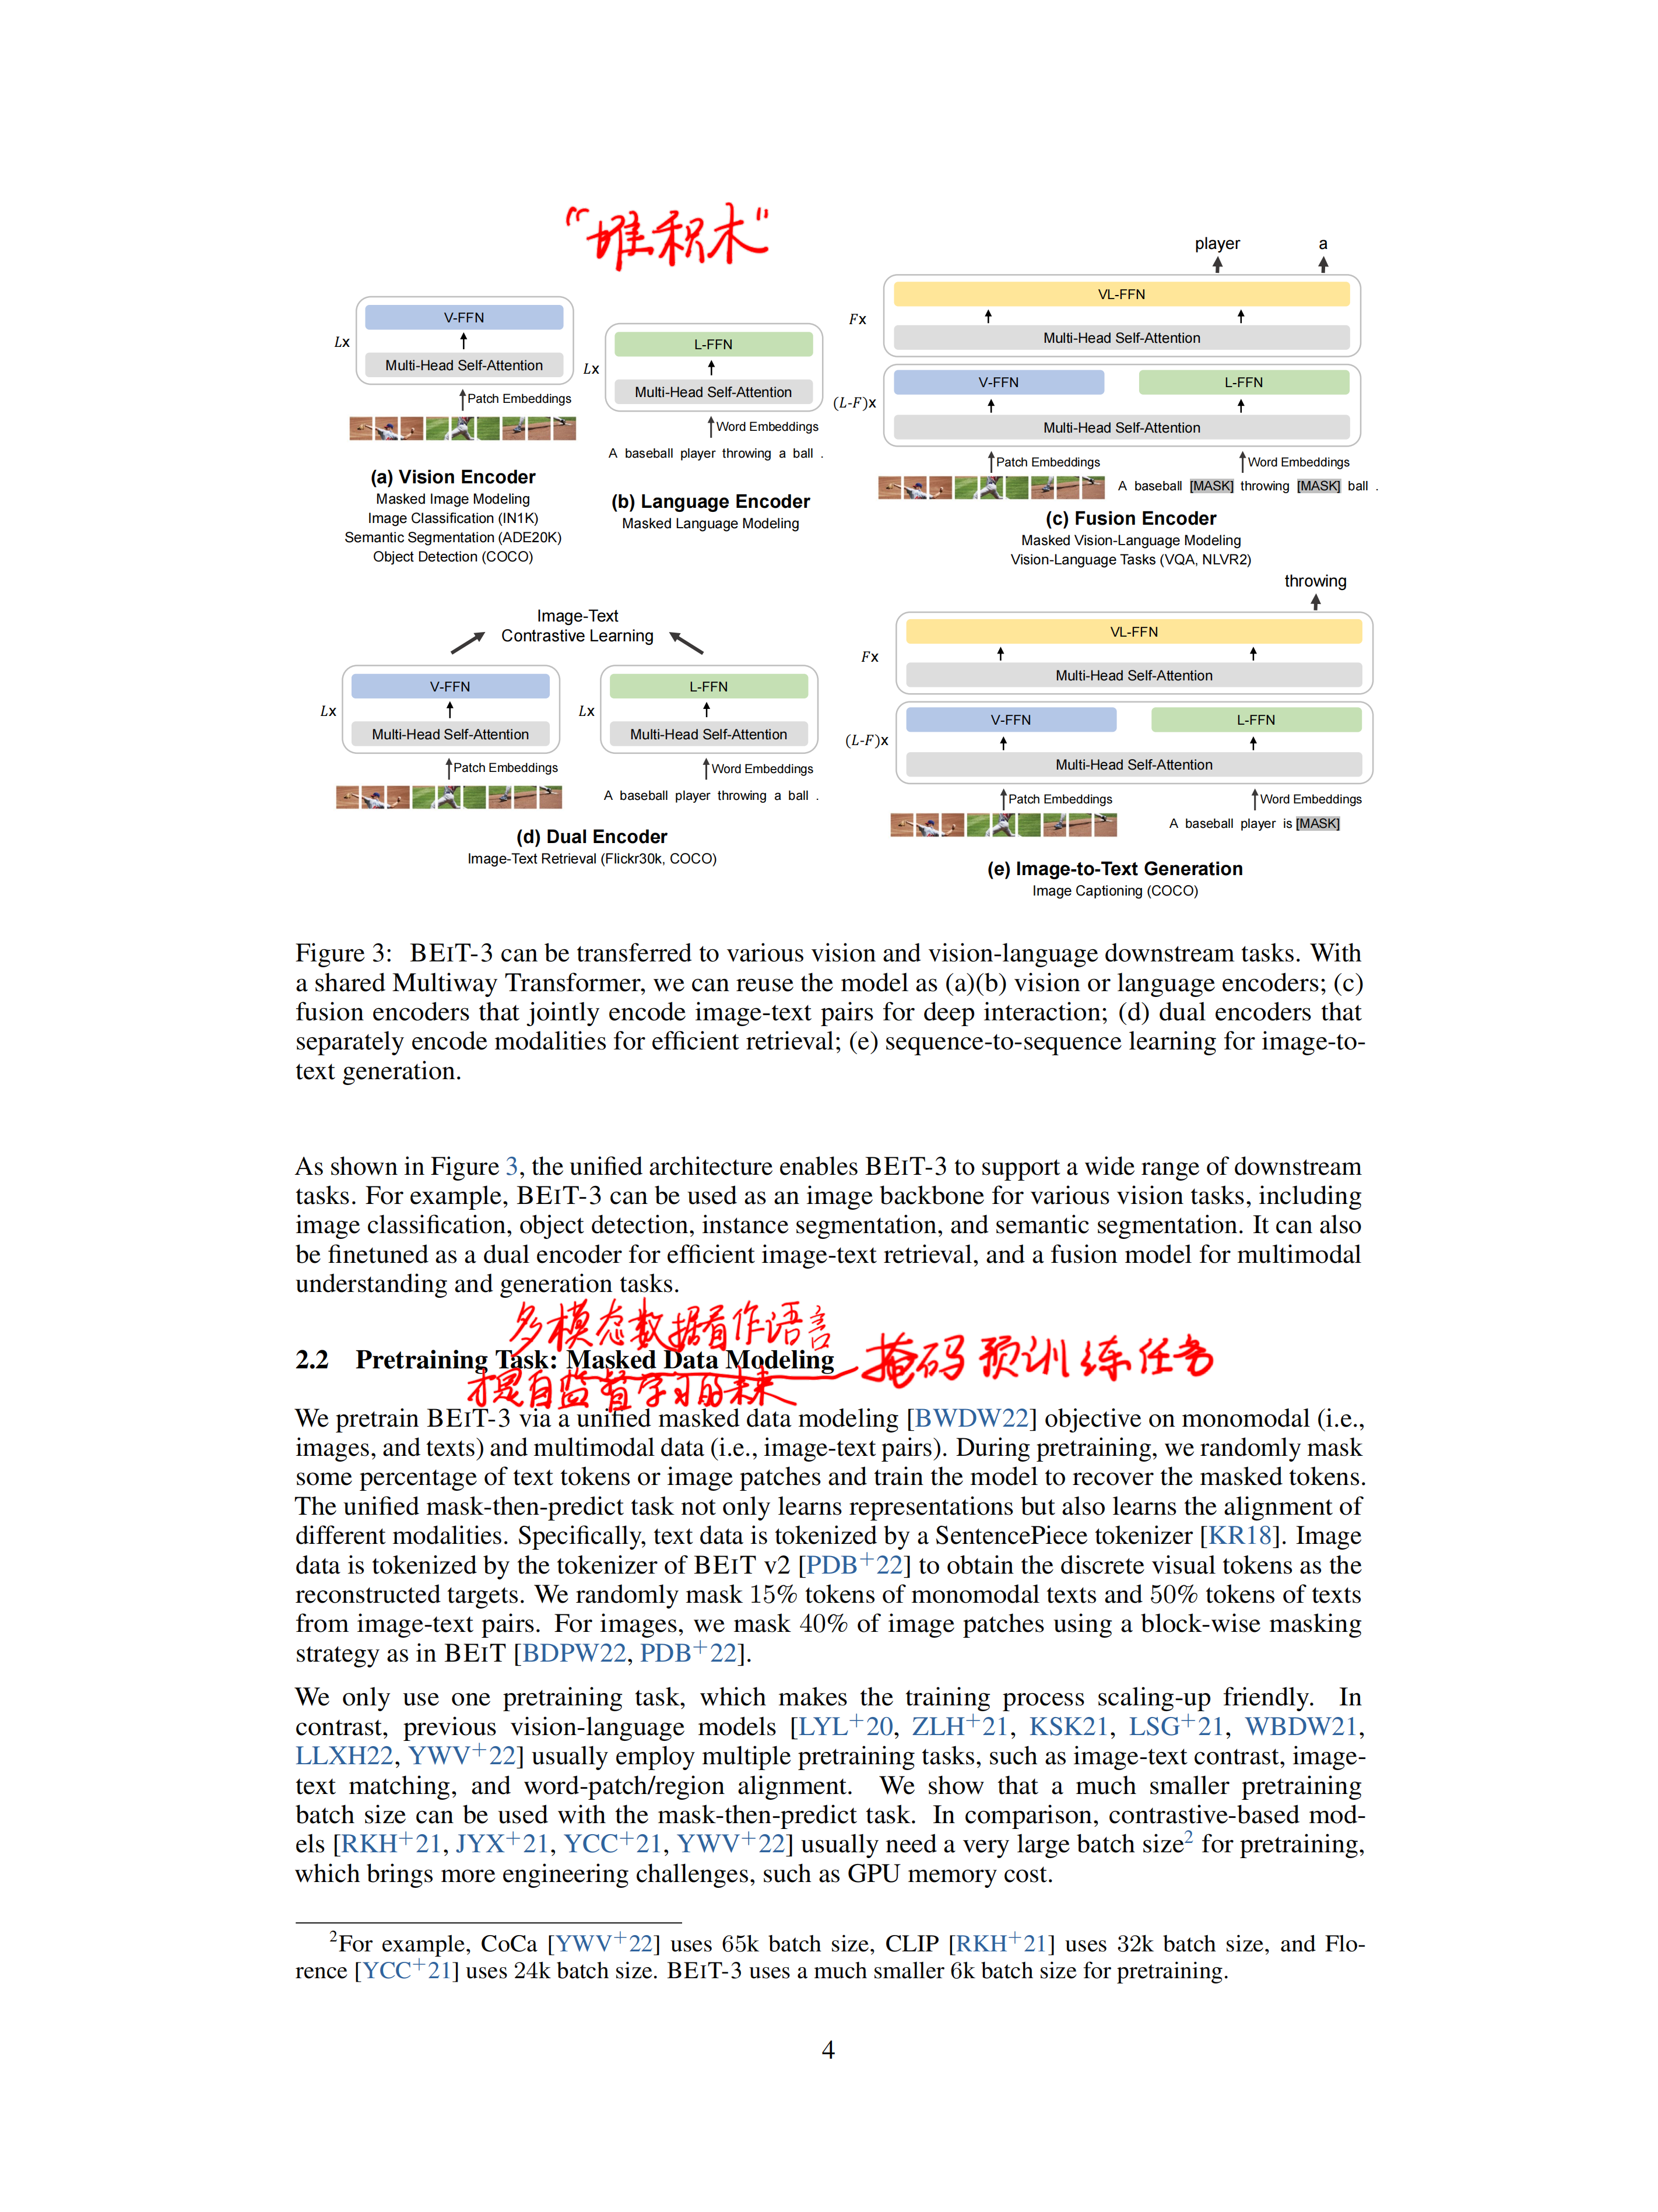 “堆积木”
V-FFN
Multi-Head Self-Attention
Lx
Patch Embeddings
(a) Vision Encoder
Masked Image Modeling
Image Classification (IN1K)
Semantic Segmentation (ADE20K)
Object Detection (COCO)
L-FFN
Multi-Head Self-Attention
Lx
Word Embeddings
A baseball player throwing a ball .
(b) Language Encoder
Masked Language Modeling
player a
VL-FFN
Fx
Multi-Head Self-Attention
V-FFN L-FFN
(L-F)x
Multi-Head Self-Attention
Patch Embeddings Word Embeddings
A baseball [MASK] throwing [MASK] ball .
(c) Fusion Encoder
Masked Vision-Language Modeling
Vision-Language Tasks (VQA, NLVR2)
Image-Text
Contrastive Learning
V-FFN L-FFN
Lx Lx
Multi-Head Self-Attention Multi-Head Self-Attention
Patch Embeddings Word Embeddings
A baseball player throwing a ball .
(d) Dual Encoder
Image-Text Retrieval (Flickr30k, COCO)
throwing
VL-FFN
Fx
Multi-Head Self-Attention
V-FFN L-FFN
(L-F)x
Multi-Head Self-Attention
Patch Embeddings Word Embeddings
A baseball player is [MASK]
(e) Image-to-Text Generation
Image Captioning (COCO)
Figure 3: BEIT-3 can be transferred to various vision and vision-language downstream tasks. With
a shared Multiway Transformer, we can reuse the model as (a)(b) vision or language encoders; (c)
fusion encoders that jointly encode image-text pairs for deep interaction; (d) dual encoders that
separately encode modalities for efficient retrieval; (e) sequence-to-sequence learning for image-to-
text generation.
As shown in Figure 3, the unified architecture enables BEIT-3 to support a wide range of downstream
tasks. For example, BEIT-3 can be used as an image backbone for various vision tasks, including
image classification, object detection, instance segmentation, and semantic segmentation. It can also
be finetuned as a dual encoder for efficient image-text retrieval, and a fusion model for multimodal
understanding and generation tasks.
多模态数据看作语言
2.2 Pretraining Task: Masked Data Modeling
掩码预训练任务
才是自监督学习的未来
We pretrain BEIT-3 via a unified masked data modeling [BWDW22] objective on monomodal (i.e.,
images, and texts) and multimodal data (i.e., image-text pairs). During pretraining, we randomly mask
some percentage of text tokens or image patches and train the model to recover the masked tokens.
The unified mask-then-predict task not only learns representations but also learns the alignment of
different modalities. Specifically, text data is tokenized by a SentencePiece tokenizer [KR18]. Image
data is tokenized by the tokenizer of BEIT v2 [PDB+22] to obtain the discrete visual tokens as the
reconstructed targets. We randomly mask 15% tokens of monomodal texts and 50% tokens of texts
from image-text pairs. For images, we mask 40% of image patches using a block-wise masking
strategy as in BEIT [BDPW22, PDB+22].
We only use one pretraining task, which makes the training process scaling-up friendly. In
contrast, previous vision-language models [LYL+20, ZLH+21, KSK21, LSG+21, WBDW21,
LLXH22, YWV+22] usually employ multiple pretraining tasks, such as image-text contrast, image-
text matching, and word-patch/region alignment. We show that a much smaller pretraining
batch size can be used with the mask-then-predict task. In comparison, contrastive-based mod-
els [RKH+21, JYX+21, YCC+21, YWV+22] usually need a very large batch size2 for pretraining,
which brings more engineering challenges, such as GPU memory cost.
2For example, CoCa [YWV+22] uses 65k batch size, CLIP [RKH+21] uses 32k batch size, and Flo-
rence [YCC+21] uses 24k batch size. BEIT-3 uses a much smaller 6k batch size for pretraining.
4